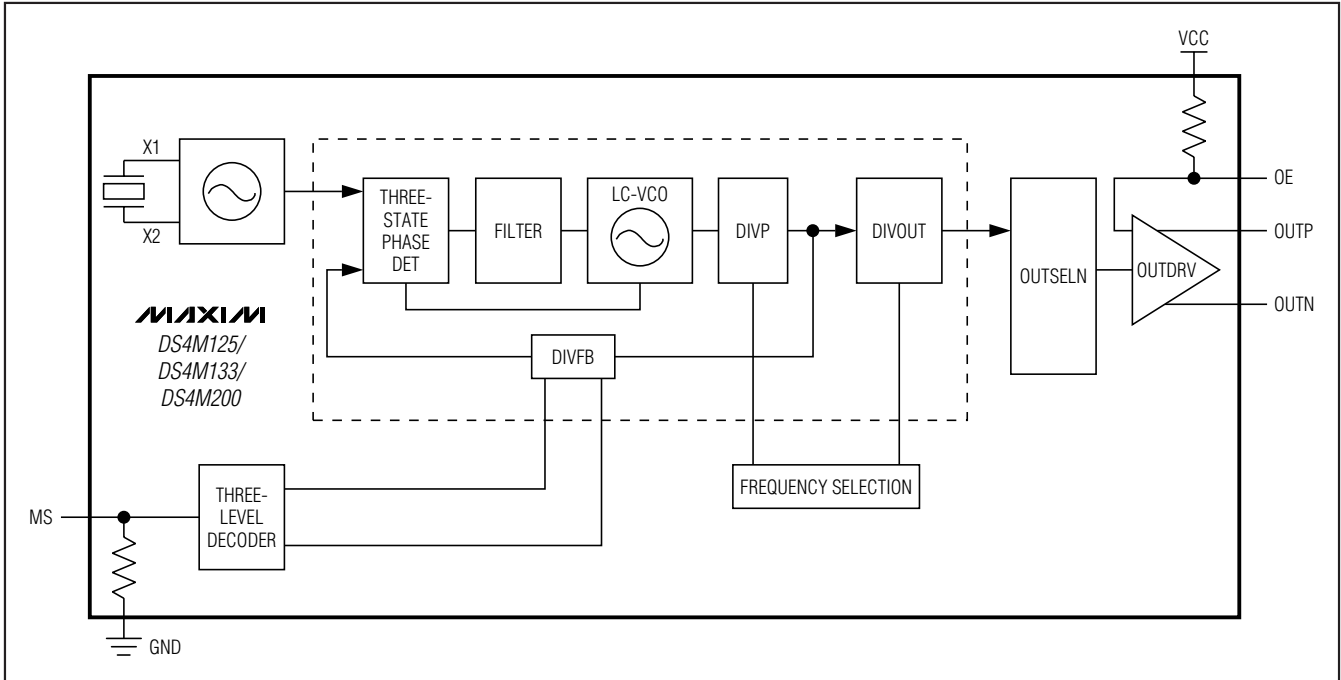 VCC
X1
X2
THREE-
STATE
PHASE
DET
FILTER
LC-VCO
DIVP
DIVOUT
OUTSELN
OUTDRV
OE
OUTP
OUTN
MAXIM
DS4M125/
DS4M133/
DS4M200
DIVFB
FREQUENCY SELECTION
MS
THREE-
LEVEL
DECODER
GND